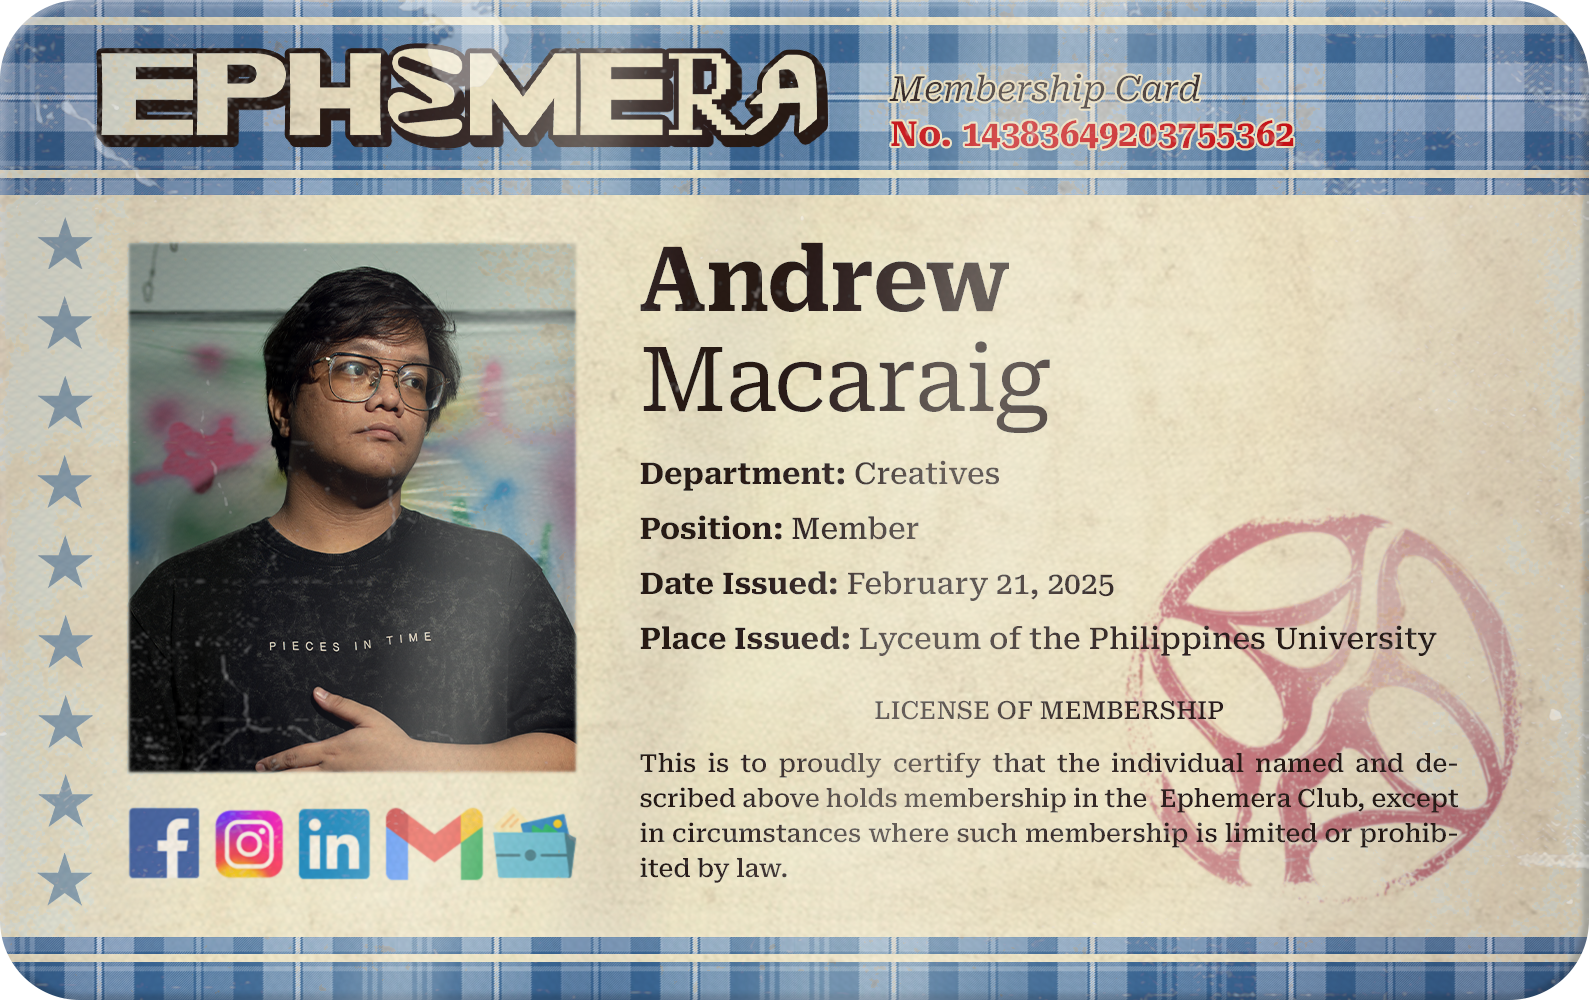 EPHEMERA
Membership Card
No. 14383649203755362
Andrew
Macaraig
Department: Creatives
Position: Member
Date Issued: February 21, 2025
Place Issued: Lyceum of the Philippines University
PIECES IN TIME
LICENSE OF MEMBERSHIP
This is to proudly certify that the individual named and de-
scribed above holds membership in the Ephemera Club, except
in circumstances where such membership is limited or prohib-
ited by law.
f
in